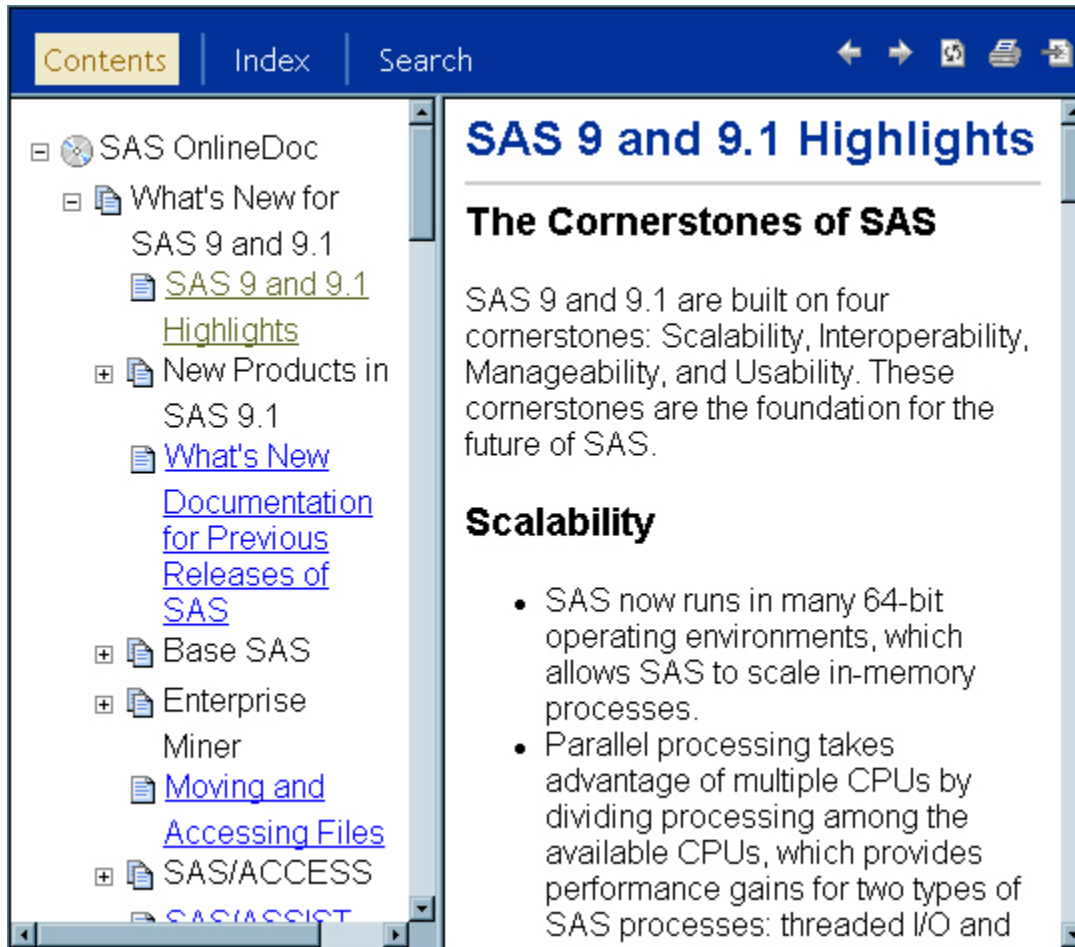 Contents
Index
Search
SAS OnlineDoc
What's New for
SAS 9 and 9.1
SAS 9 and 9.1
Highlights
New Products in
SAS 9.1
What's New
Documentation
for Previous
Releases of
SAS
Base SAS
Enterprise
Miner
Moving and
Accessing Files
SAS/ACCESS
SAS/ASSIST
SAS 9 and 9.1 Highlights
The Cornerstones of SAS
SAS 9 and 9.1 are built on four
cornerstones: Scalability, Interoperability,
Manageability, and Usability. These
cornerstones are the foundation for the
future of SAS.
Scalability
• SAS now runs in many 64-bit
operating environments, which
allows SAS to scale in-memory
processes.
• Parallel processing takes
advantage of multiple CPUs by
dividing processing among the
available CPUs, which provides
performance gains for two types of
SAS processes: threaded I/O and